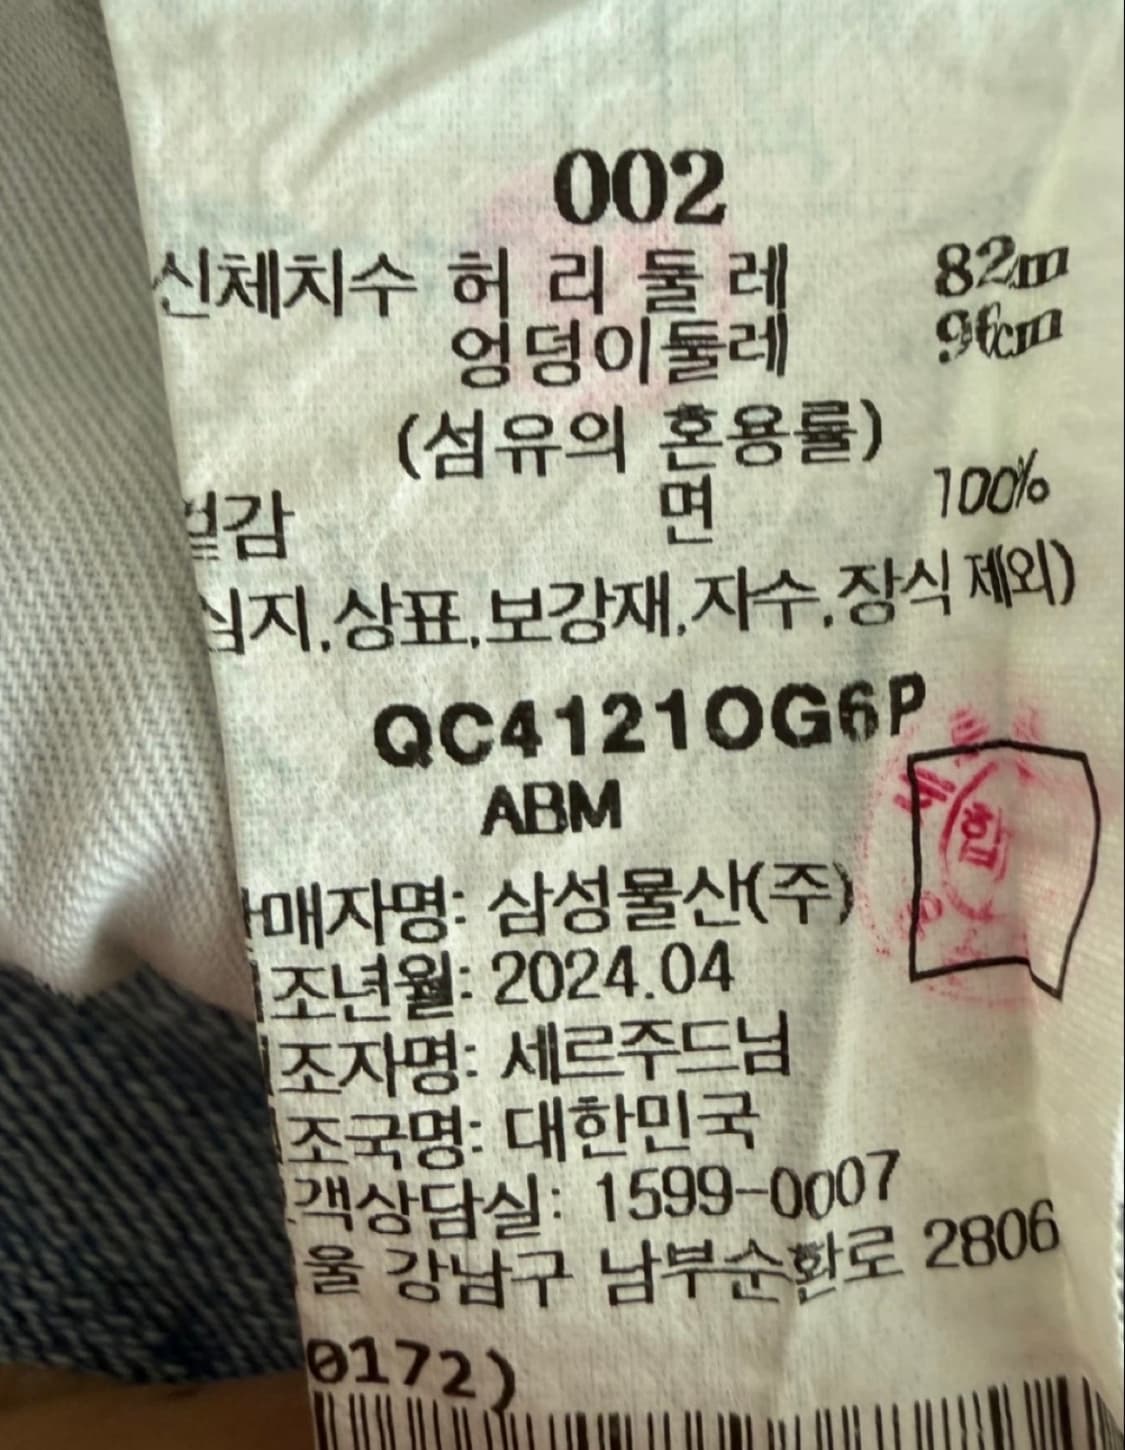 002
신체치수 허리둘레 82cm
엉덩이둘레 96cm
(섬유의 혼용률)
겉감 면 100%
심지,상표,보강재,자수,장식 제외)
QC4121OG6P
ABM
매자명: 삼성물산(주)
조년월: 2024.04
조자명: 세르주드님
조국명: 대한민국
객상담실: 1599-0007
울 강남구 남부순환로 2806
0172)